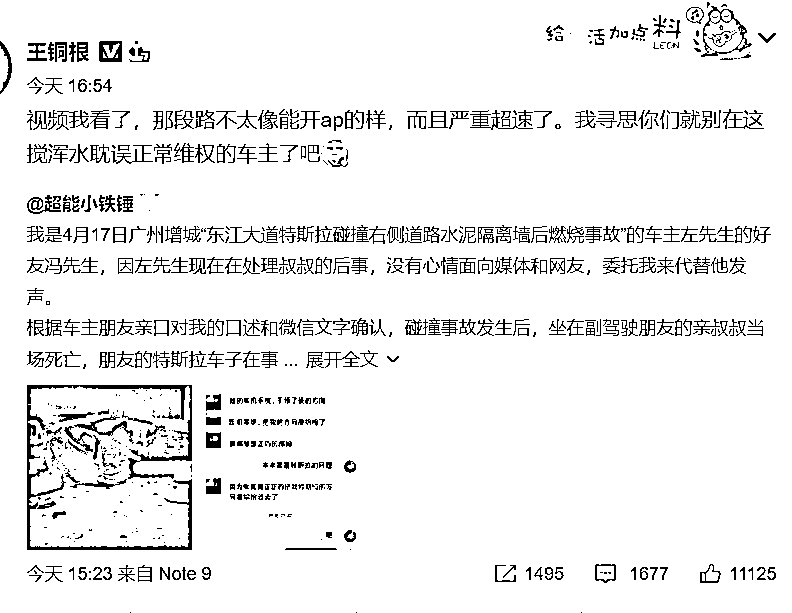 给 活加点料
LEON
王铜根
今天 16:54
视频我看了，那段路不太像能开ap的样，而且严重超速了。我寻思你们就别在这
搅浑水耽误正常维权的车主了吧
@超能小铁锤
我是4月17日广州增城“东江大道特斯拉碰撞右侧道路水泥隔离墙后燃烧事故”的车主左先生的好
友冯先生，因左先生现在在处理叔叔的后事，没有心情面向媒体和网友，委托我来代替他发
声。
根据车主朋友亲口对我的口述和微信文字确认，碰撞事故发生后，坐在副驾驶朋友的亲叔叔当
场死亡，朋友的特斯拉车子在事 ... 展开全文
今天 15:23 来自 Note 9
1495
1677
11125